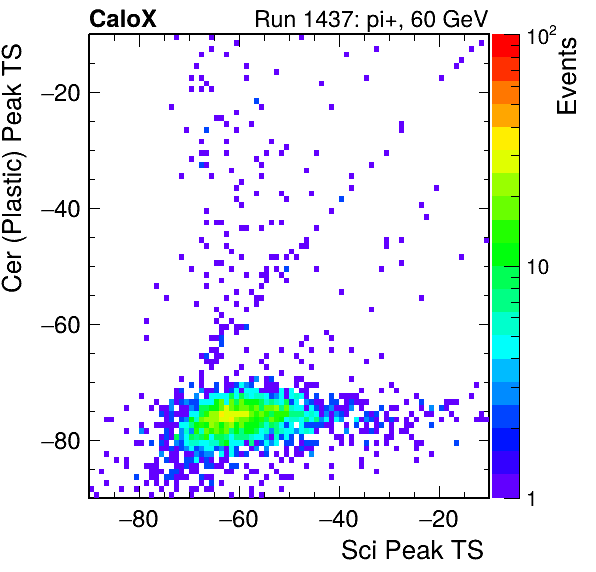 CaloX Run 1437: pi+, 60 GeV
Cer (Plastic) Peak TS
−20
−40
−60
−80
−80 −60 −40 −20
Sci Peak TS
10²
10
1
Events